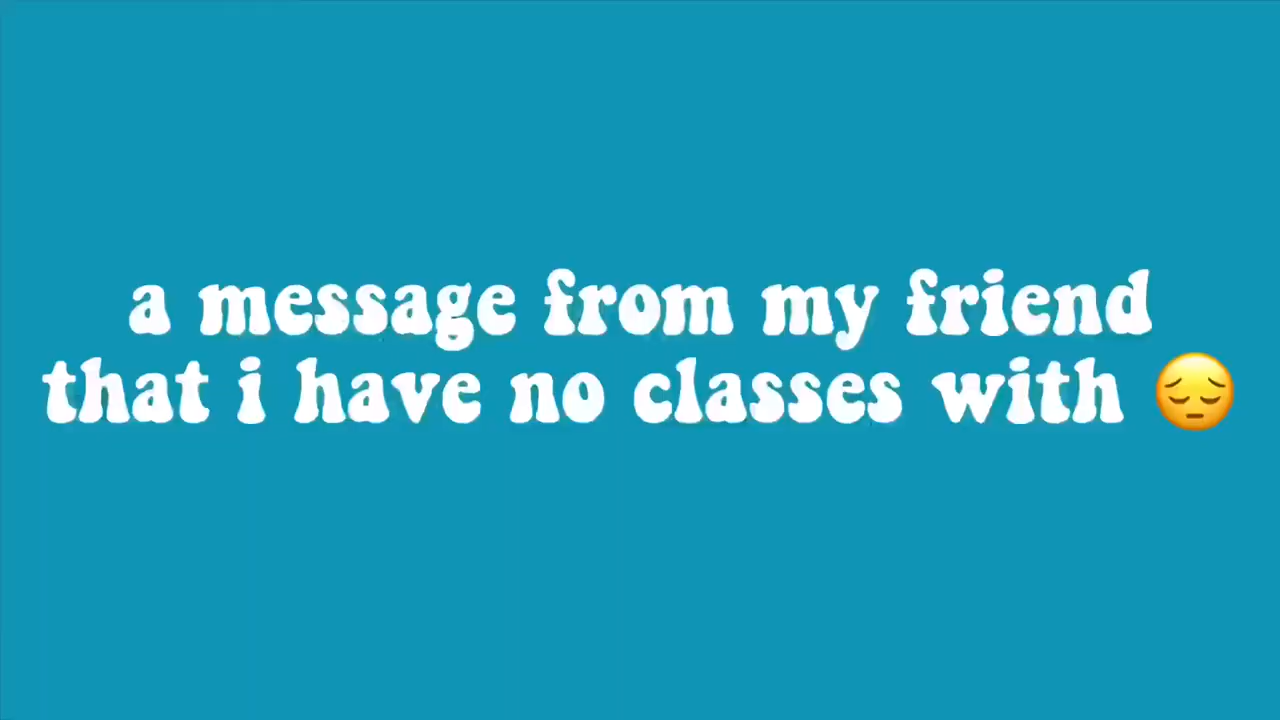 a message from my friend
that i have no classes with 😔